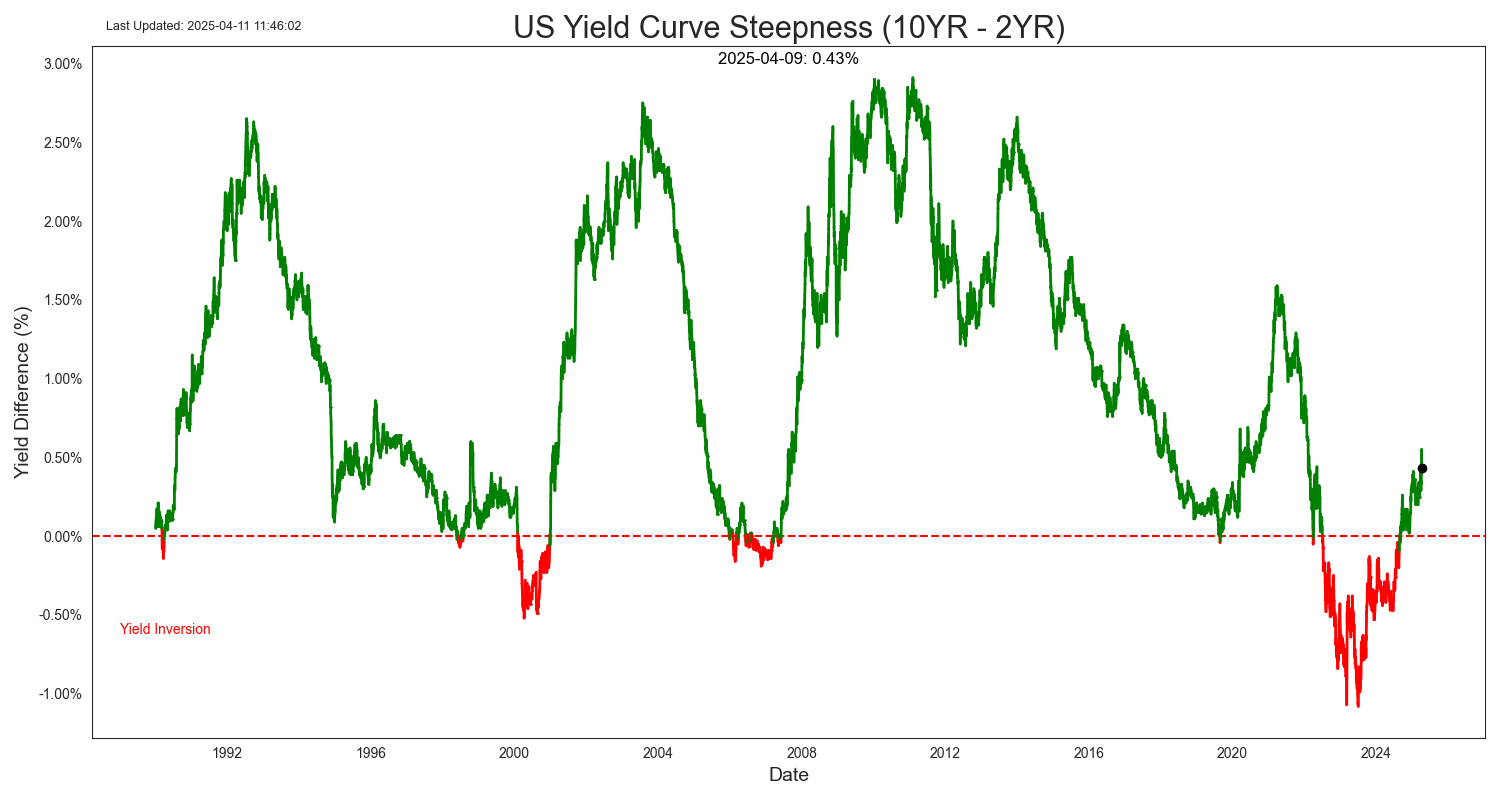 Last Updated: 2025-04-11 11:46:02
US Yield Curve Steepness (10YR - 2YR)
2025-04-09: 0.43%
3.00%
2.50%
2.00%
1.50%
1.00%
0.50%
0.00%
-0.50%
-1.00%
Yield Difference (%)
Yield Inversion
1992 1996 2000 2004 2008 2012 2016 2020 2024
Date